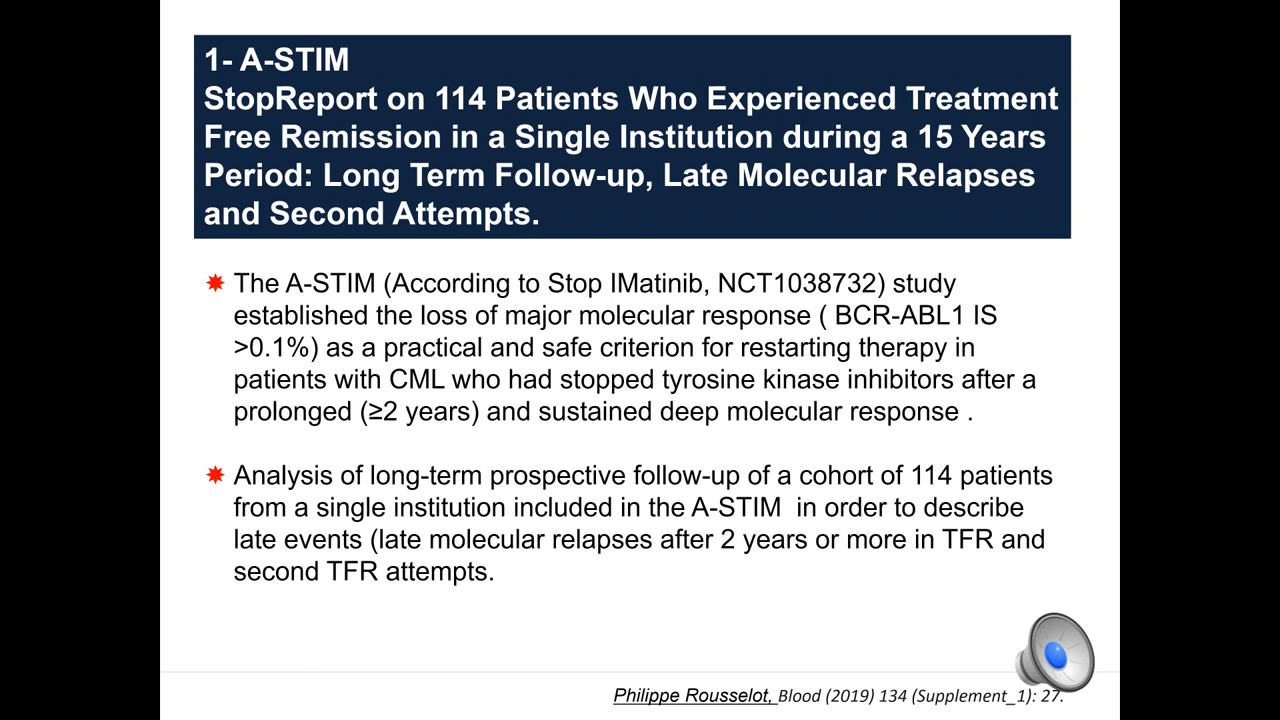 1- A-STIM
StopReport on 114 Patients Who Experienced Treatment
Free Remission in a Single Institution during a 15 Years
Period: Long Term Follow-up, Late Molecular Relapses
and Second Attempts.
The A-STIM (According to Stop IMatinib, NCT1038732) study
established the loss of major molecular response ( BCR-ABL1 IS
>0.1%) as a practical and safe criterion for restarting therapy in
patients with CML who had stopped tyrosine kinase inhibitors after a
prolonged (≥2 years) and sustained deep molecular response .
Analysis of long-term prospective follow-up of a cohort of 114 patients
from a single institution included in the A-STIM  in order to describe
late events (late molecular relapses after 2 years or more in TFR and
second TFR attempts.
Philippe Rousselot, Blood (2019) 134 (Supplement_1): 27.